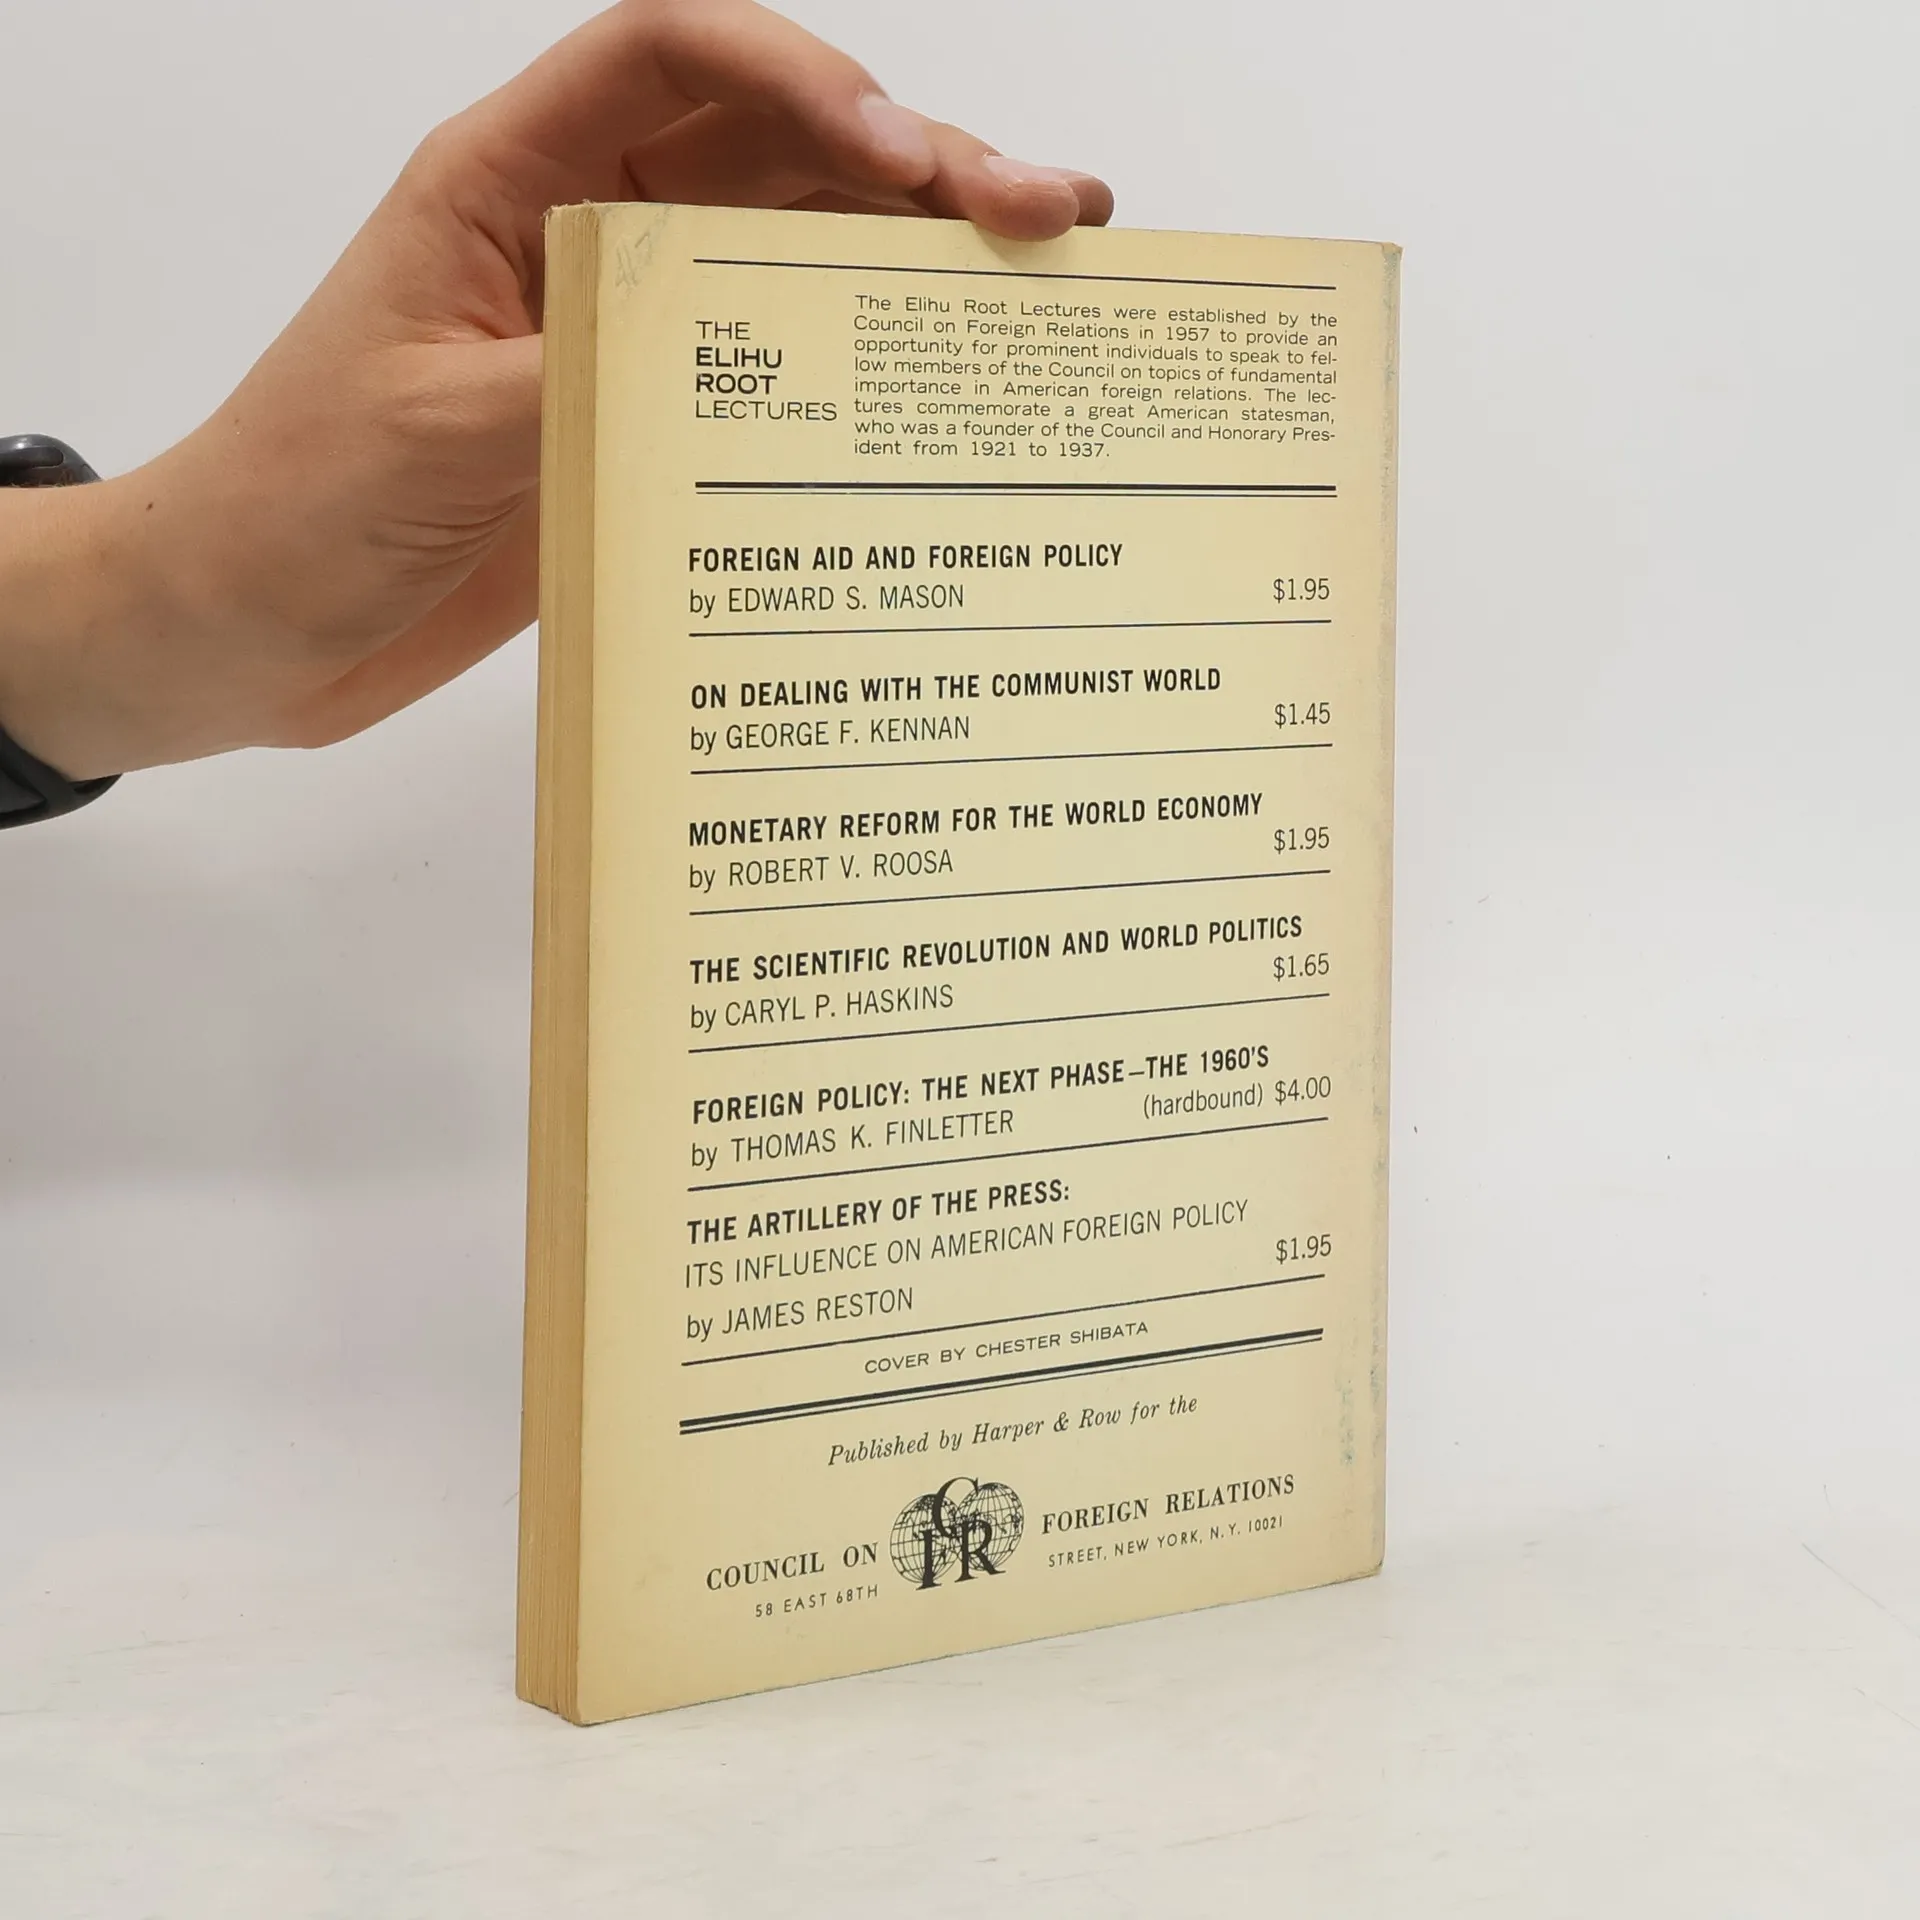 THE
ELIHU
ROOT
LECTURES
The Elihu Root Lectures were established by the
Council on Foreign Relations in 1957 to provide an
opportunity for prominent individuals to speak to fel-
low members of the Council on topics of fundamental
importance in American foreign relations. The lec-
tures commemorate a great American statesman,
who was a founder of the Council and Honorary Pres-
ident from 1921 to 1937.
FOREIGN AID AND FOREIGN POLICY
by EDWARD S. MASON $1.95
ON DEALING WITH THE COMMUNIST WORLD
by GEORGE F. KENNAN $1.45
MONETARY REFORM FOR THE WORLD ECONOMY
by ROBERT V. ROOSA $1.95
THE SCIENTIFIC REVOLUTION AND WORLD POLITICS
by CARYL P. HASKINS $1.65
FOREIGN POLICY: THE NEXT PHASE—THE 1960'S
by THOMAS K. FINLETTER (hardbound) $4.00
THE ARTILLERY OF THE PRESS:
ITS INFLUENCE ON AMERICAN FOREIGN POLICY
by JAMES RESTON $1.95
COVER BY CHESTER SHIBATA
Published by Harper & Row for the
COUNCIL ON CFR FOREIGN RELATIONS
58 EAST 68TH STREET, NEW YORK, N.Y. 10021